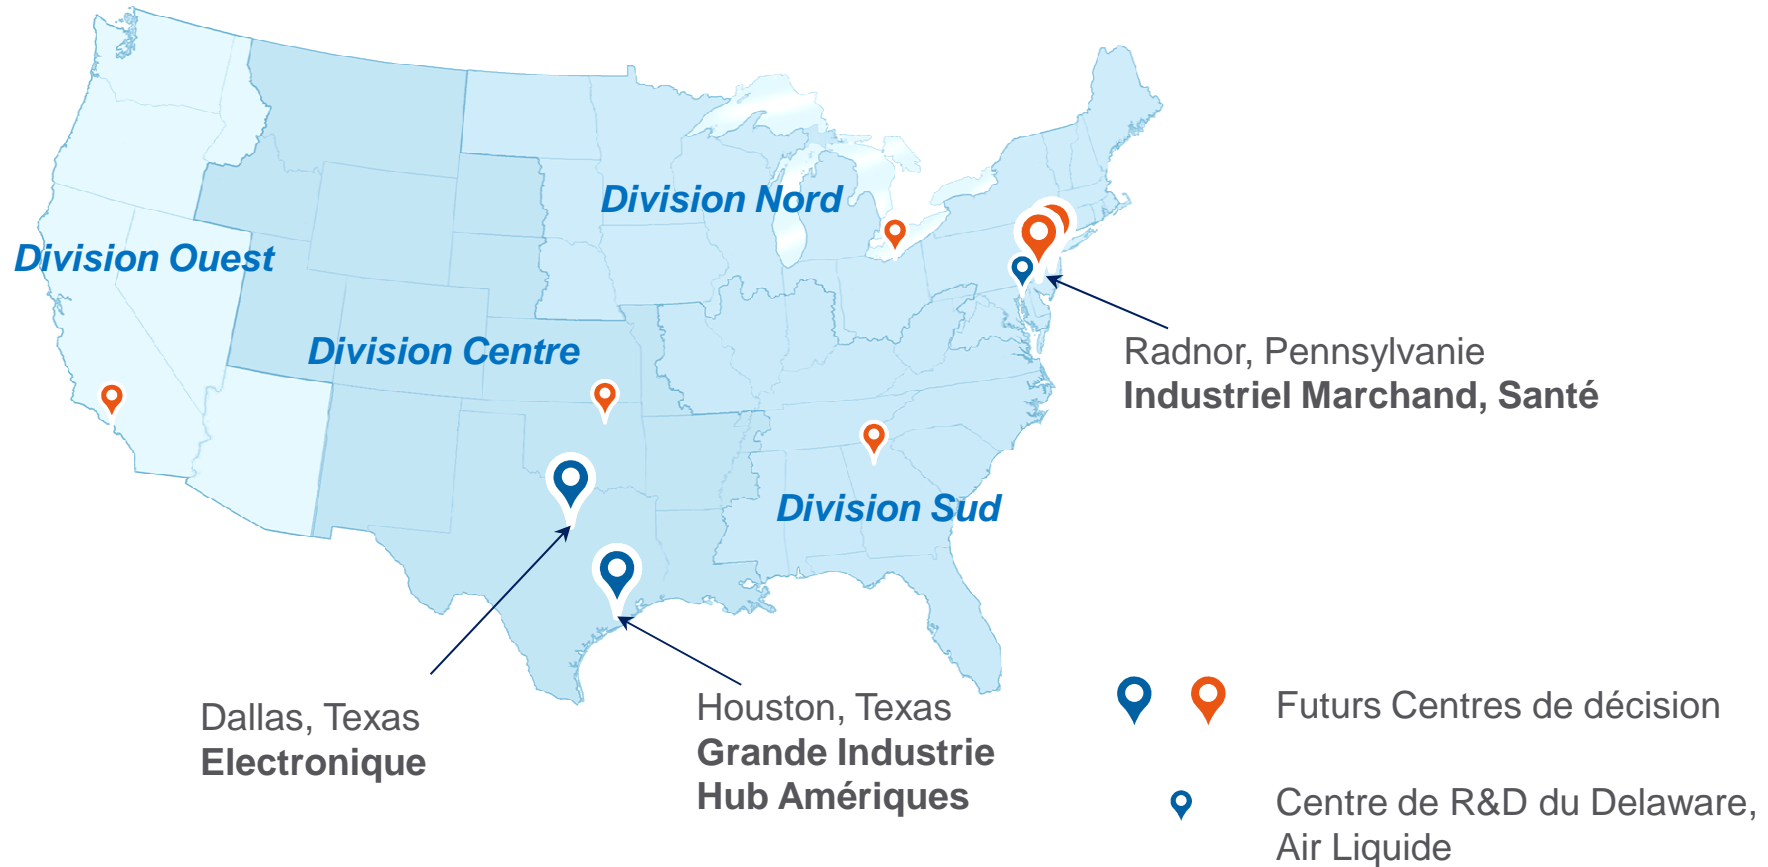 Division Nord
Division Ouest
Division Centre
Radnor, Pennsylvanie
Industriel Marchand, Santé
Division Sud
Dallas, Texas
Electronique
Houston, Texas
Grande Industrie
Hub Amériques
Futurs Centres de décision
Centre de R&D du Delaware,
Air Liquide